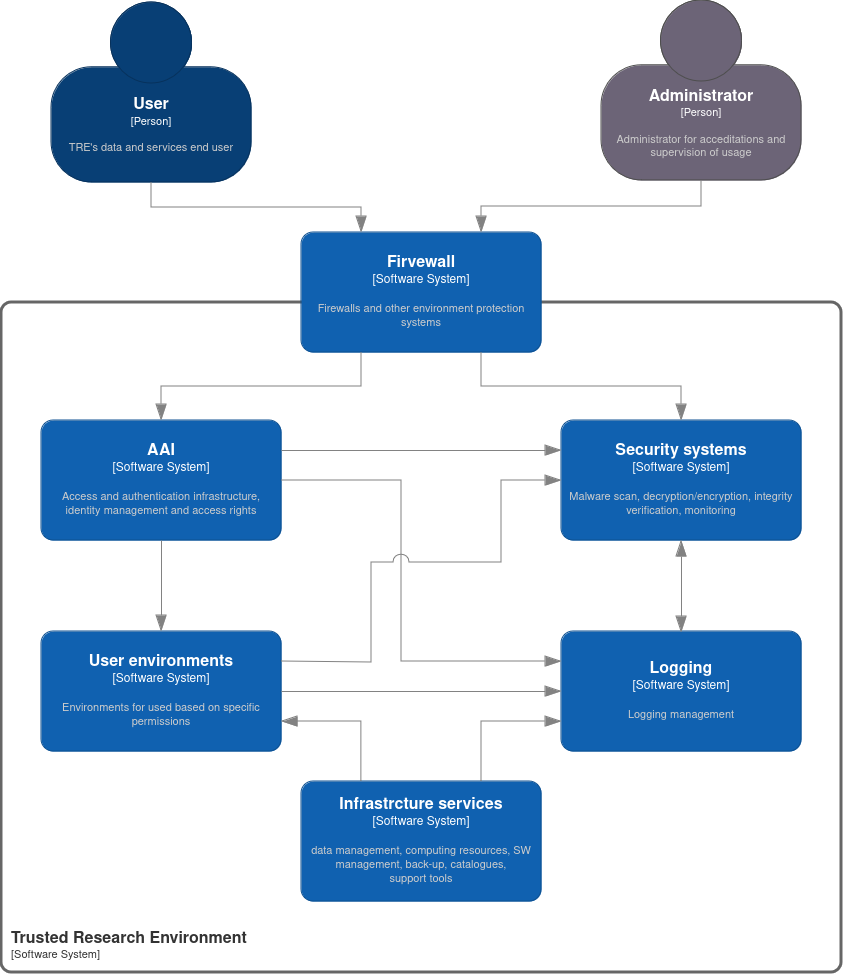 User
[Person]
TRE's data and services end user
Administrator
[Person]
Administrator for acceditations and
supervision of usage
Firvewall
[Software System]
Firewalls and other environment protection
systems
AAI
[Software System]
Access and authentication infrastructure,
identity management and access rights
Security systems
[Software System]
Malware scan, decryption/encryption, integrity
verification, monitoring
User environments
[Software System]
Environments for used based on specific
permissions
Logging
[Software System]
Logging management
Infrastrcture services
[Software System]
data management, computing resources, SW
management, back-up, catalogues,
support tools
Trusted Research Environment
[Software System]